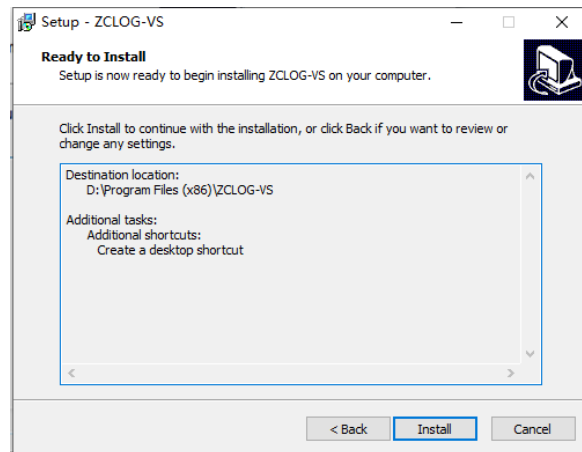 Setup - ZCLOG-VS
Ready to Install
Setup is now ready to begin installing ZCLOG-VS on your computer.
Click Install to continue with the installation, or click Back if you want to review or
change any settings.
Destination location:
D:\Program Files (x86)\ZCLOG-VS
Additional tasks:
Additional shortcuts:
Create a desktop shortcut
< Back
Install
Cancel